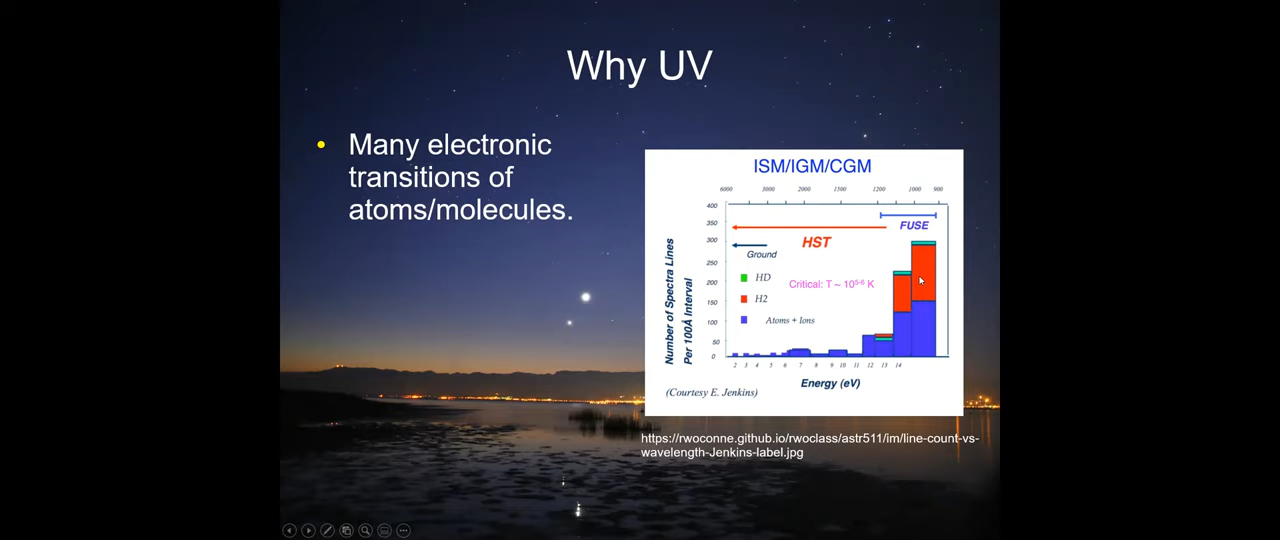 Why UV
• Many electronic
transitions of
atoms/molecules.
ISM/IGM/CGM
6000 3000 2000 1500 1200 1000 900
400
350
300
250
200
150
100
50
0
Number of Spectra Lines
Per 100Å Interval
FUSE
HST
Ground
HD
Critical: T ~ 10⁵⁻⁶ K
H2
Atoms + Ions
2 3 4 5 6 7 8 9 10 11 12 13 14
Energy (eV)
(Courtesy E. Jenkins)
https://rwoconne.github.io/rwoclass/astr511/im/line-count-vs-
wavelength-Jenkins-label.jpg